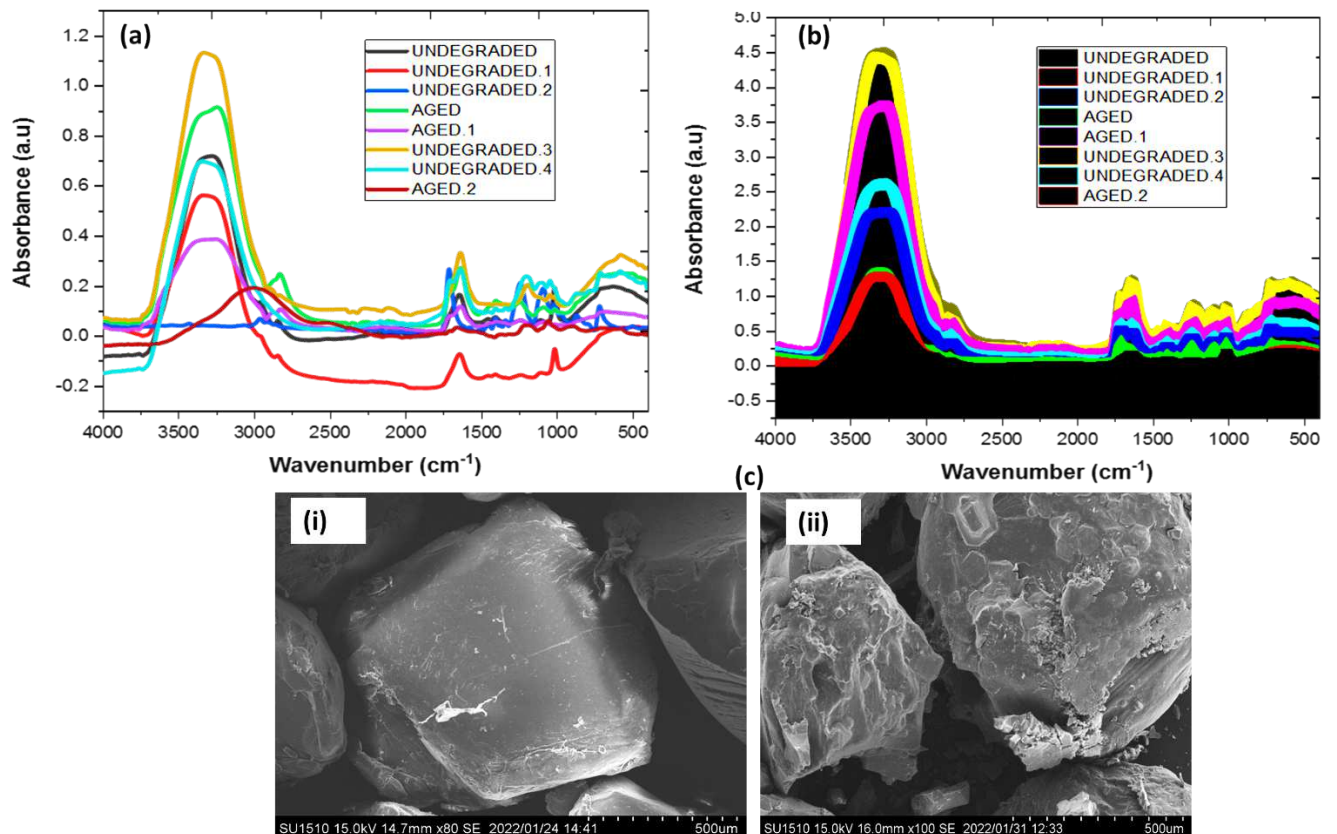 (a)
1.2
1.0
0.8
0.6
0.4
0.2
0.0
-0.2
Absorbance (a.u)
UNDEGRADED
UNDEGRADED.1
UNDEGRADED.2
AGED
AGED.1
UNDEGRADED.3
UNDEGRADED.4
AGED.2
4000 3500 3000 2500 2000 1500 1000 500
Wavenumber (cm-1)
(b)
5.0
4.5
4.0
3.5
3.0
2.5
2.0
1.5
1.0
0.5
0.0
-0.5
Absorbance (a.u)
UNDEGRADED
UNDEGRADED.1
UNDEGRADED.2
AGED
AGED.1
UNDEGRADED.3
UNDEGRADED.4
AGED.2
4000 3500 3000 2500 2000 1500 1000 500
Wavenumber (cm-1)
(c)
(i)
SU1510 15.0kV 14.7mm x80 SE 2022/01/24 14:41 500um
(ii)
SU1510 15.0kV 16.0mm x100 SE 2022/01/31 12:33 500um